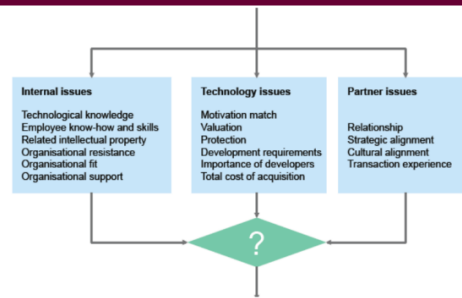 Internal issues
Technological knowledge
Employee know-how and skills
Related intellectual property
Organisational resistance
Organisational fit
Organisational support
Technology issues
Motivation match
Valuation
Protection
Development requirements
Importance of developers
Total cost of acquisition
Partner issues
Relationship
Strategic alignment
Cultural alignment
Transaction experience
?